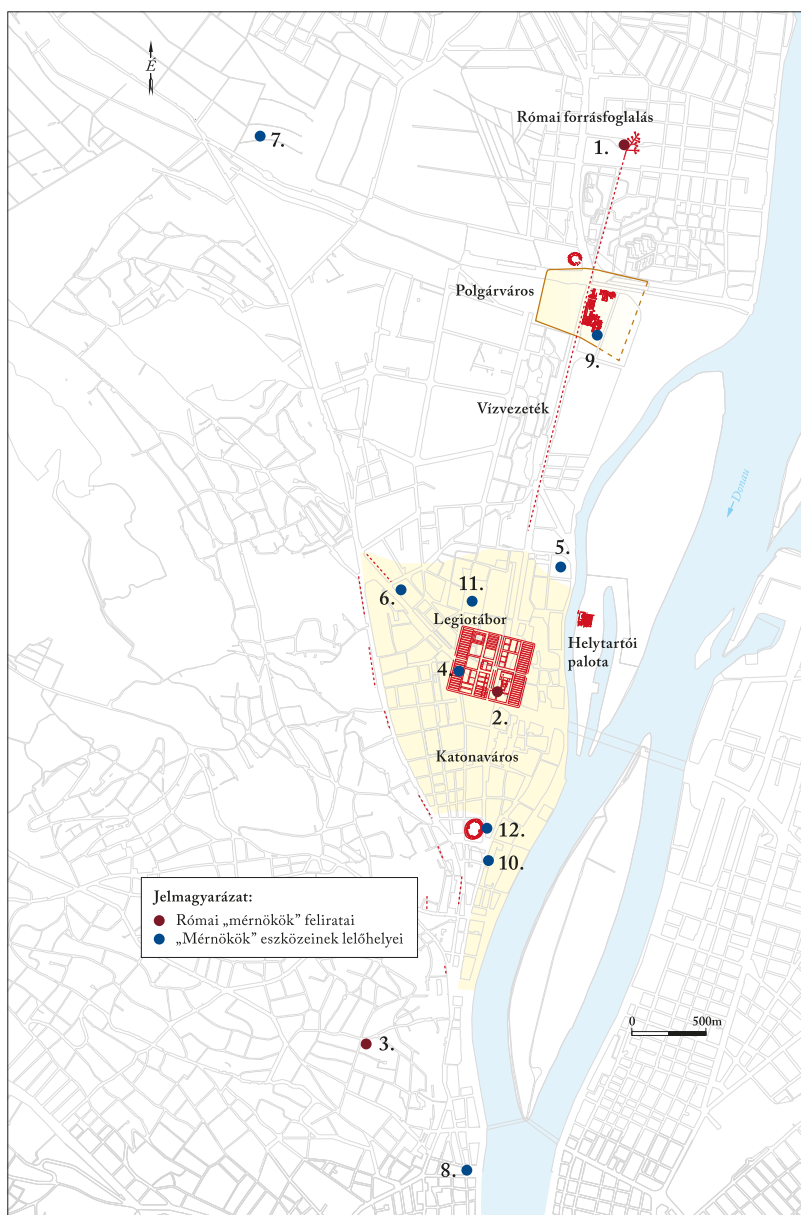 É
Római forrásfoglalás
1.
7.
Polgárváros
9.
Vízvezeték
Donau
5.
6.
11.
Legiotábor
Helytartói
palota
4.
2.
Katonaváros
12.
10.
Jelmagyarázat:
Római „mérnökök” feliratai
„Mérnökök” eszközeinek lelőhelyei
0 500m
3.
8.